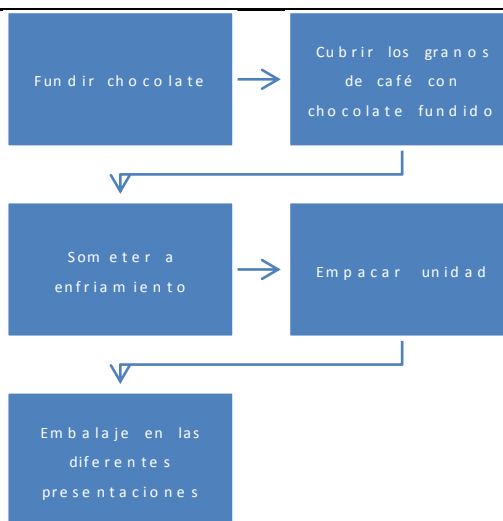 Fundir chocolate
Cubrir los granos
de café con
chocolate fundido
Someter a
enfriamiento
Empacar unidad
Embalaje en las
diferentes
presentaciones